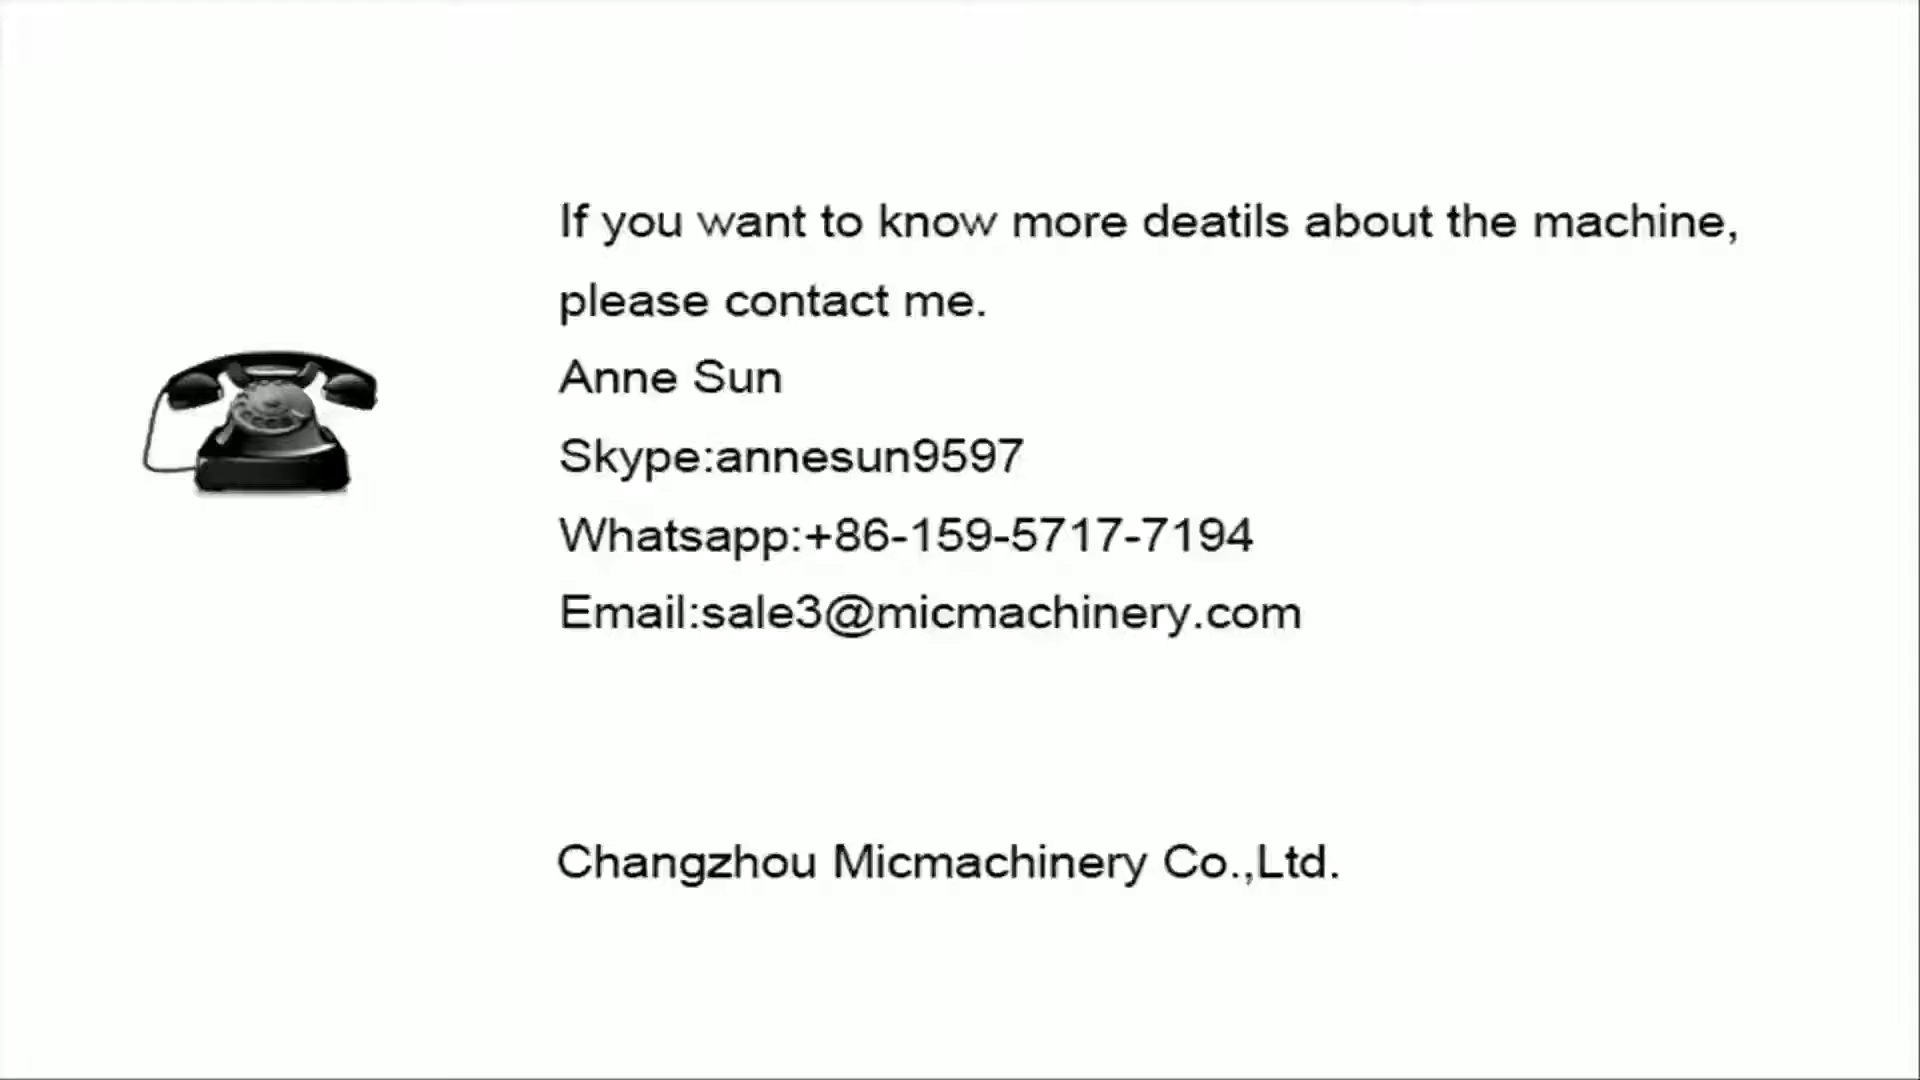 If you want to know more deatils about the machine,
please contact me.
Anne Sun
Skype:annesun9597
Whatsapp:+86-159-5717-7194
Email:sale3@micmachinery.com
Changzhou Micmachinery Co.,Ltd.